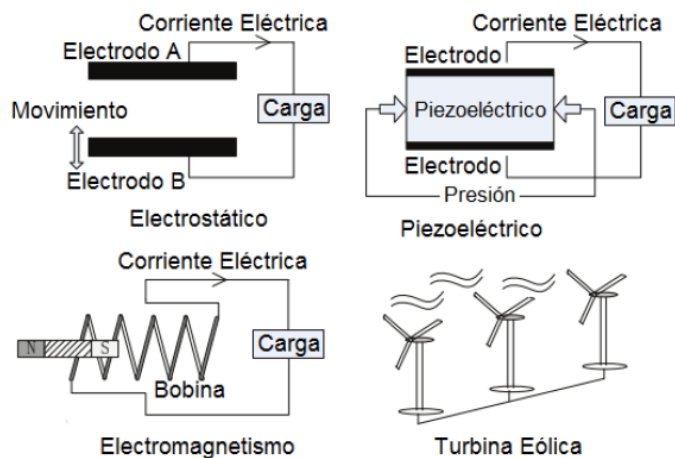 Corriente Eléctrica
Electrodo A
Carga
Movimiento
Electrodo B
Electrostático
Corriente Eléctrica
Electrodo
Piezoeléctrico
Carga
Electrodo
Presión
Piezoeléctrico
Corriente Eléctrica
N
S
Carga
Bobina
Electromagnetismo
Turbina Eólica